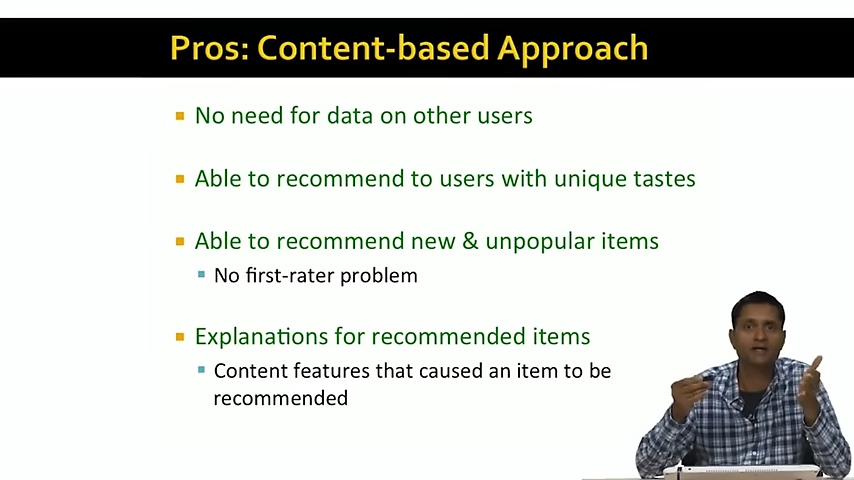 Pros: Content-based Approach
No need for data on other users
Able to recommend to users with unique tastes
Able to recommend new & unpopular items
No first-rater problem
Explanations for recommended items
Content features that caused an item to be
recommended